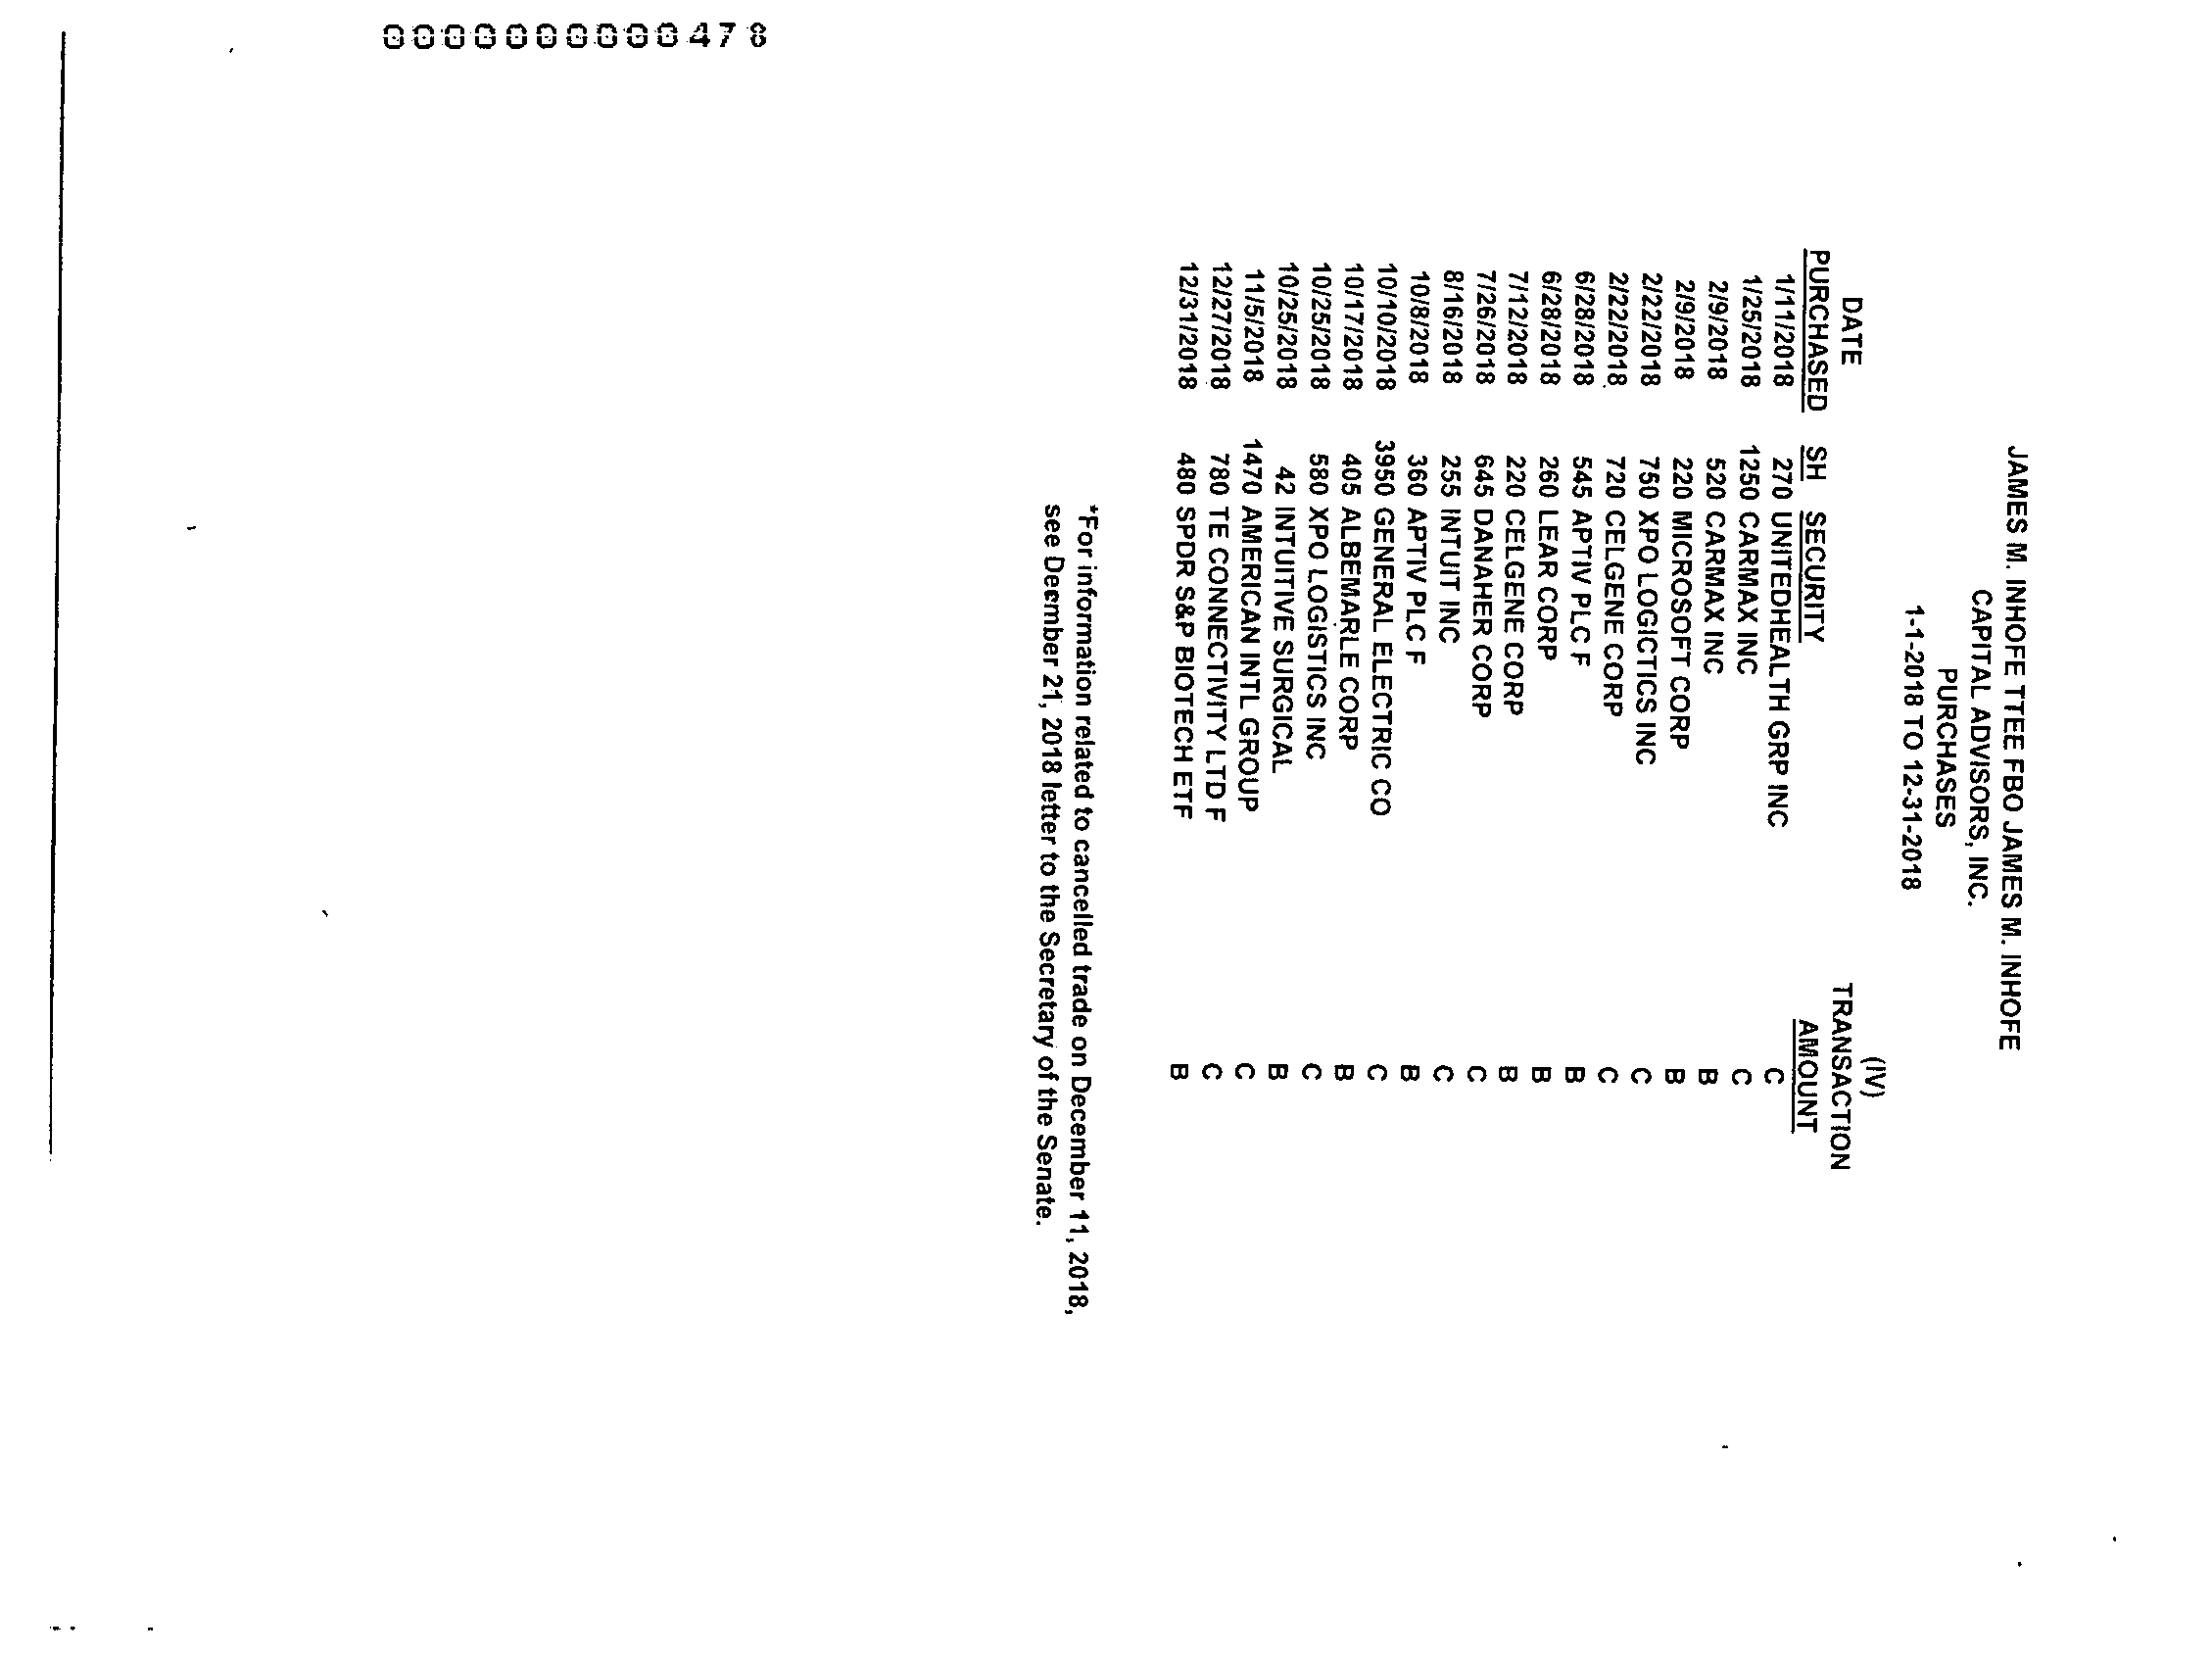 000000000478
JAMES M. INHOFE TTEE FBO JAMES M. INHOFE
CAPITAL ADVISORS, INC.
PURCHASES
1-1-2018 TO 12-31-2018
(IV)
DATE TRANSACTION
PURCHASED SH SECURITY AMOUNT
1/11/2018 270 UNITEDHEALTH GRP INC C
1/25/2018 1250 CARMAX INC C
2/9/2018 520 CARMAX INC B
2/9/2018 220 MICROSOFT CORP B
2/22/2018 750 XPO LOGICTICS INC C
2/22/2018 720 CELGENE CORP C
6/28/2018 545 APTIV PLC F B
6/28/2018 260 LEAR CORP B
7/12/2018 220 CELGENE CORP B
7/26/2018 645 DANAHER CORP C
8/16/2018 255 INTUIT INC C
10/8/2018 360 APTIV PLC F B
10/10/2018 3950 GENERAL ELECTRIC CO C
10/17/2018 405 ALBEMARLE CORP B
10/25/2018 580 XPO LOGISTICS INC C
10/25/2018 42 INTUITIVE SURGICAL B
11/5/2018 1470 AMERICAN INTL GROUP C
12/27/2018 780 TE CONNECTIVITY LTD F C
12/31/2018 480 SPDR S&P BIOTECH ETF B
*For information related to cancelled trade on December 11, 2018,
see Deember 21, 2018 letter to the Secretary of the Senate.